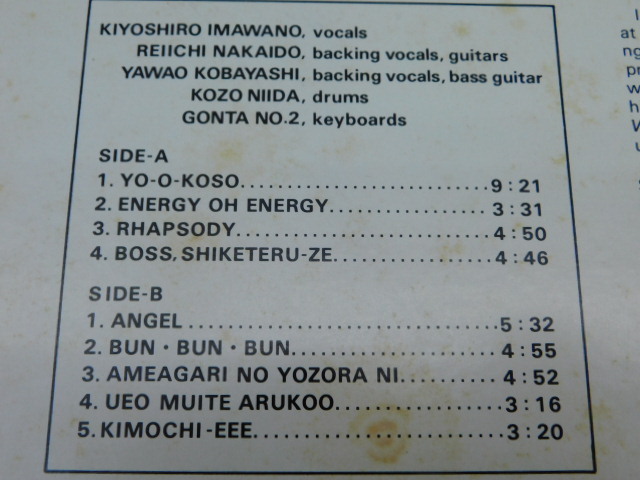 KIYOSHIRO IMAWANO, vocals
REIICHI NAKAIDO, backing vocals, guitars
YAWAO KOBAYASHI, backing vocals, bass guitar
KOZO NIIDA, drums
GONTA NO.2, keyboards
SIDE-A
1. YO-O-KOSO..............................9:21
2. ENERGY OH ENERGY..................3:31
3. RHAPSODY..............................4:50
4. BOSS, SHIKETERU-ZE..................4:46
SIDE-B
1. ANGEL...................................5:32
2. BUN・BUN・BUN.......................4:55
3. AMEAGARI NO YOZORA NI...........4:52
4. UEO MUITE ARUKOO...................3:16
5. KIMOCHI-EEE............................3:20
at